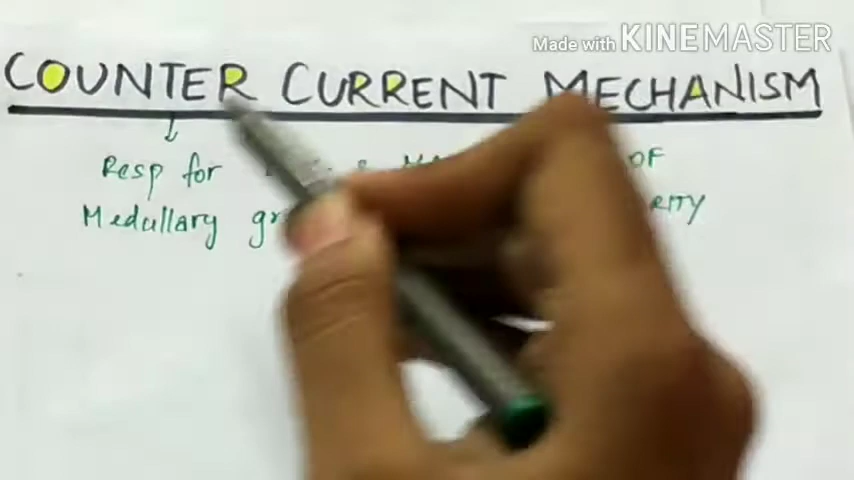 Made with KINEMASTER
COUNTER CURRENT MECHANISM
Resp for OF
Medullary